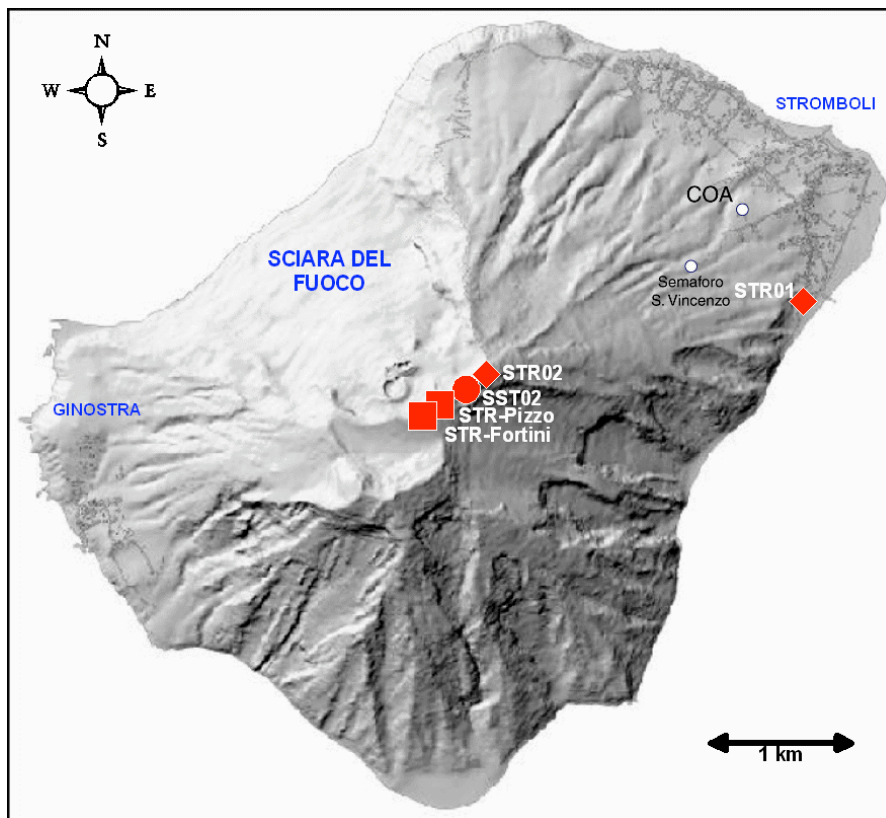 N
W E
S
STROMBOLI
COA
SCIARA DEL
FUOCO
Semaforo
S. Vincenzo
STR01
STR02
SST02
GINOSTRA
STR-Pizzo
STR-Fortini
1 km